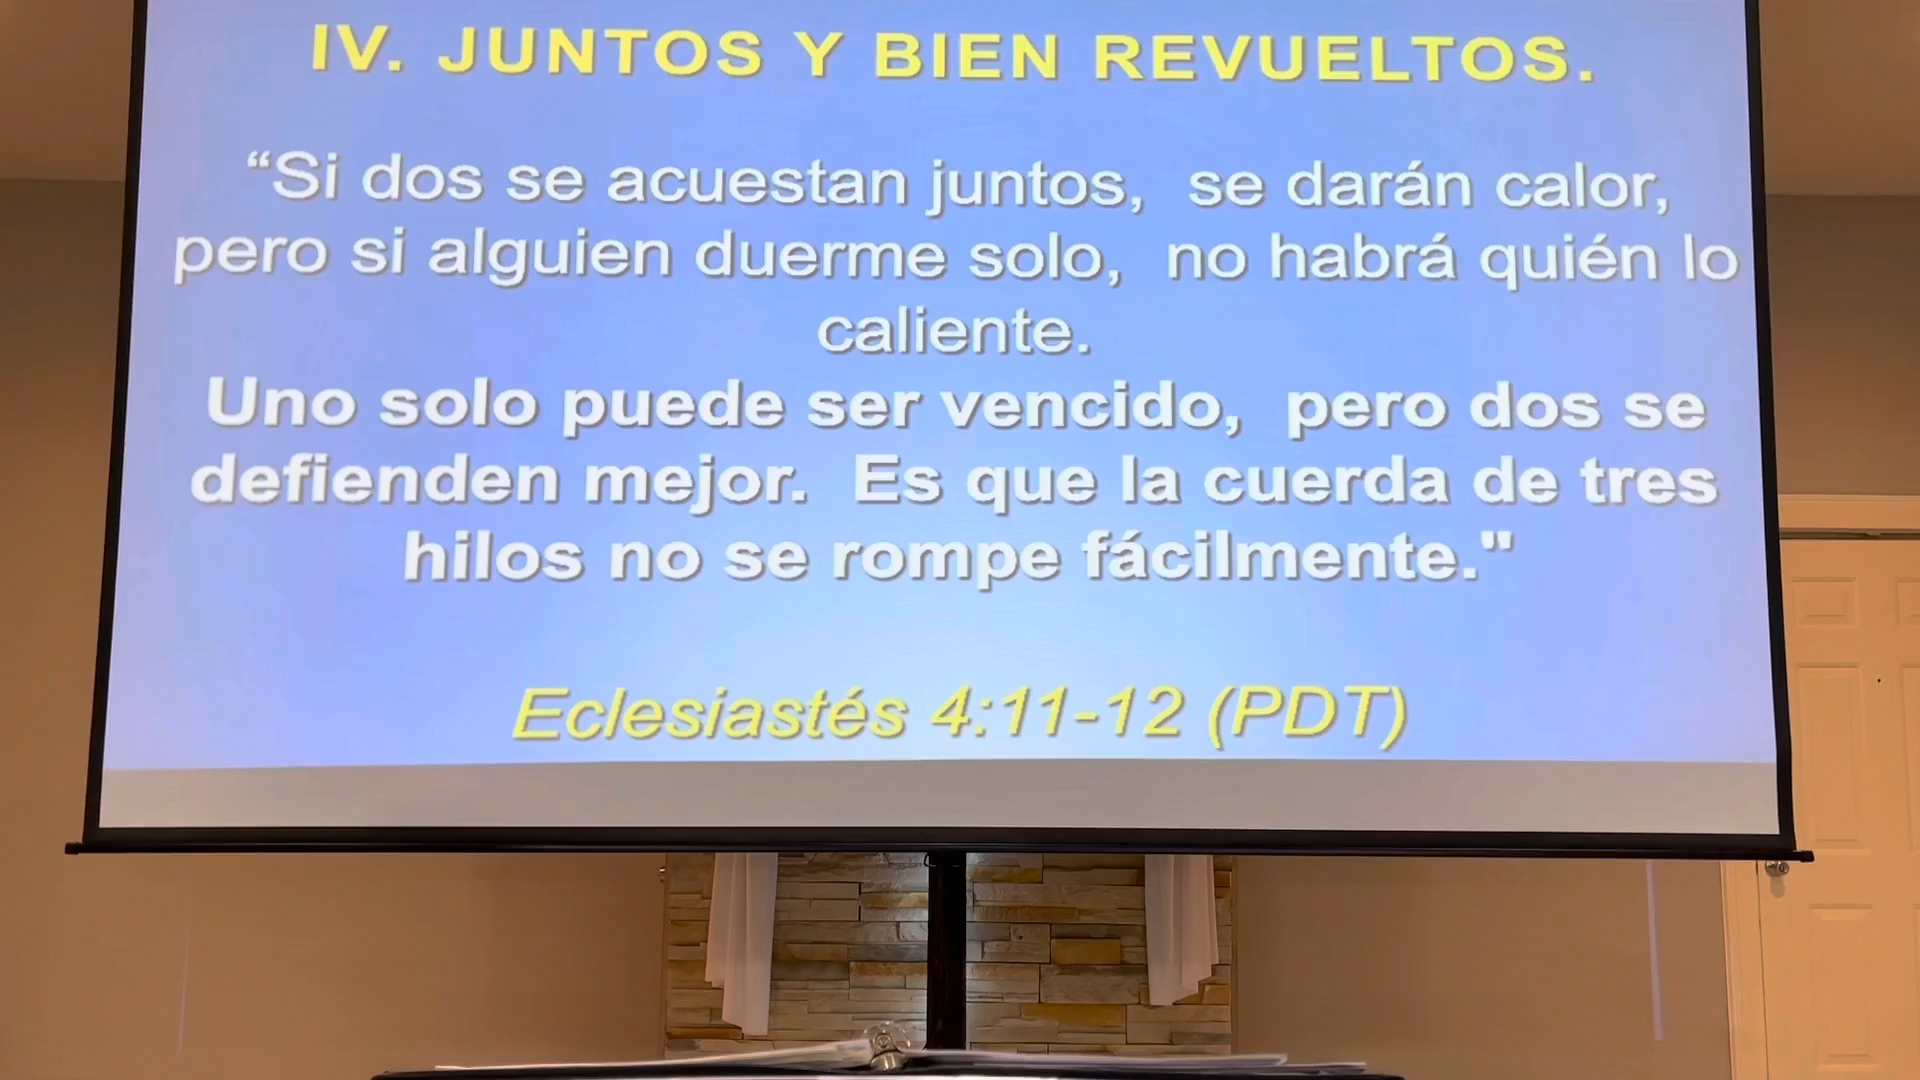 IV. JUNTOS Y BIEN REVUELTOS.
“Si dos se acuestan juntos, se darán calor,
pero si alguien duerme solo, no habrá quién lo
caliente.
Uno solo puede ser vencido, pero dos se
defienden mejor. Es que la cuerda de tres
hilos no se rompe fácilmente."
Eclesiastés 4:11-12 (PDT)